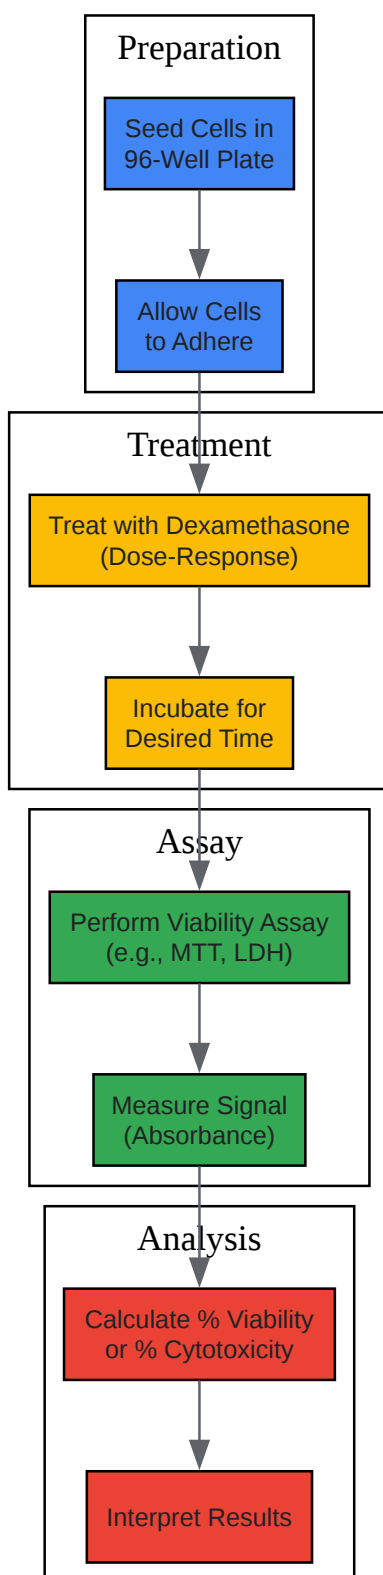 Preparation
Seed Cells in
96-Well Plate
Allow Cells
to Adhere
Treatment
Treat with Dexamethasone
(Dose-Response)
Incubate for
Desired Time
Assay
Perform Viability Assay
(e.g., MTT, LDH)
Measure Signal
(Absorbance)
Analysis
Calculate % Viability
or % Cytotoxicity
Interpret Results